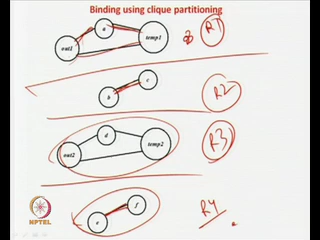 Binding using clique partitioning
a
out1
temp1
R1
c
b
R2
d
out2
temp2
R3
e
f
R4
NPTEL